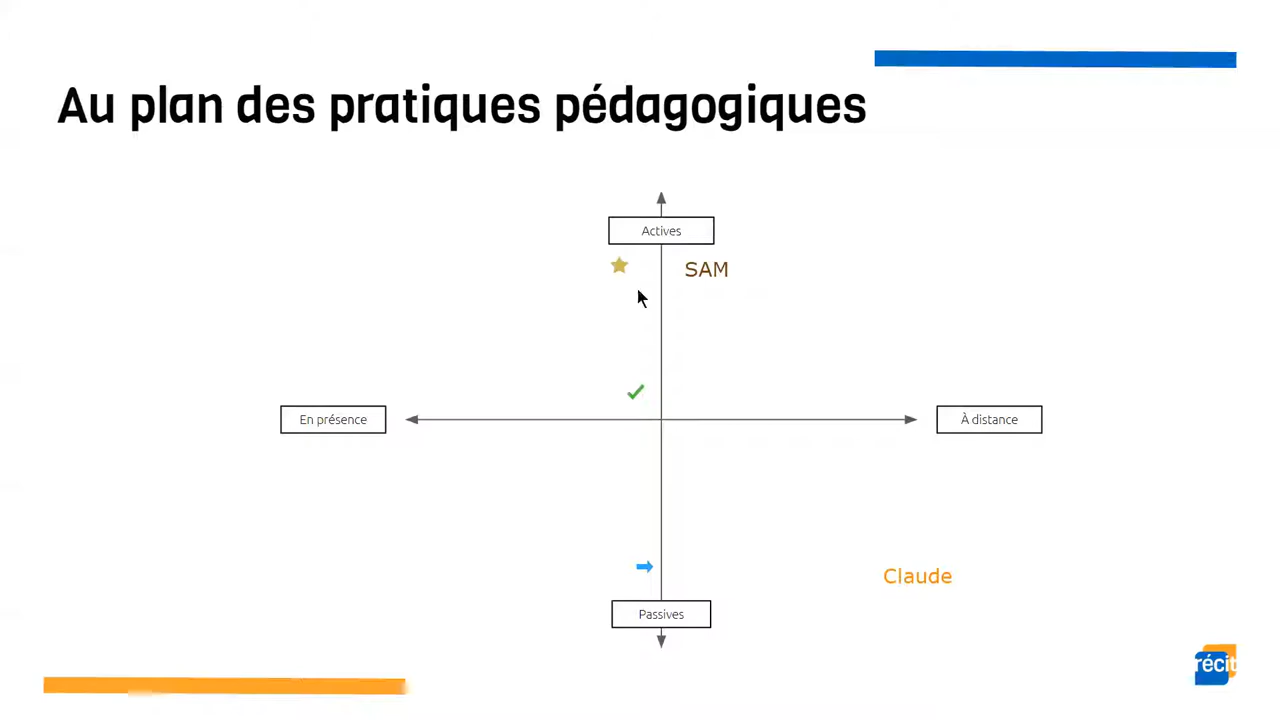 Au plan des pratiques pédagogiques
Actives
SAM
En présence
À distance
Claude
Passives
récit